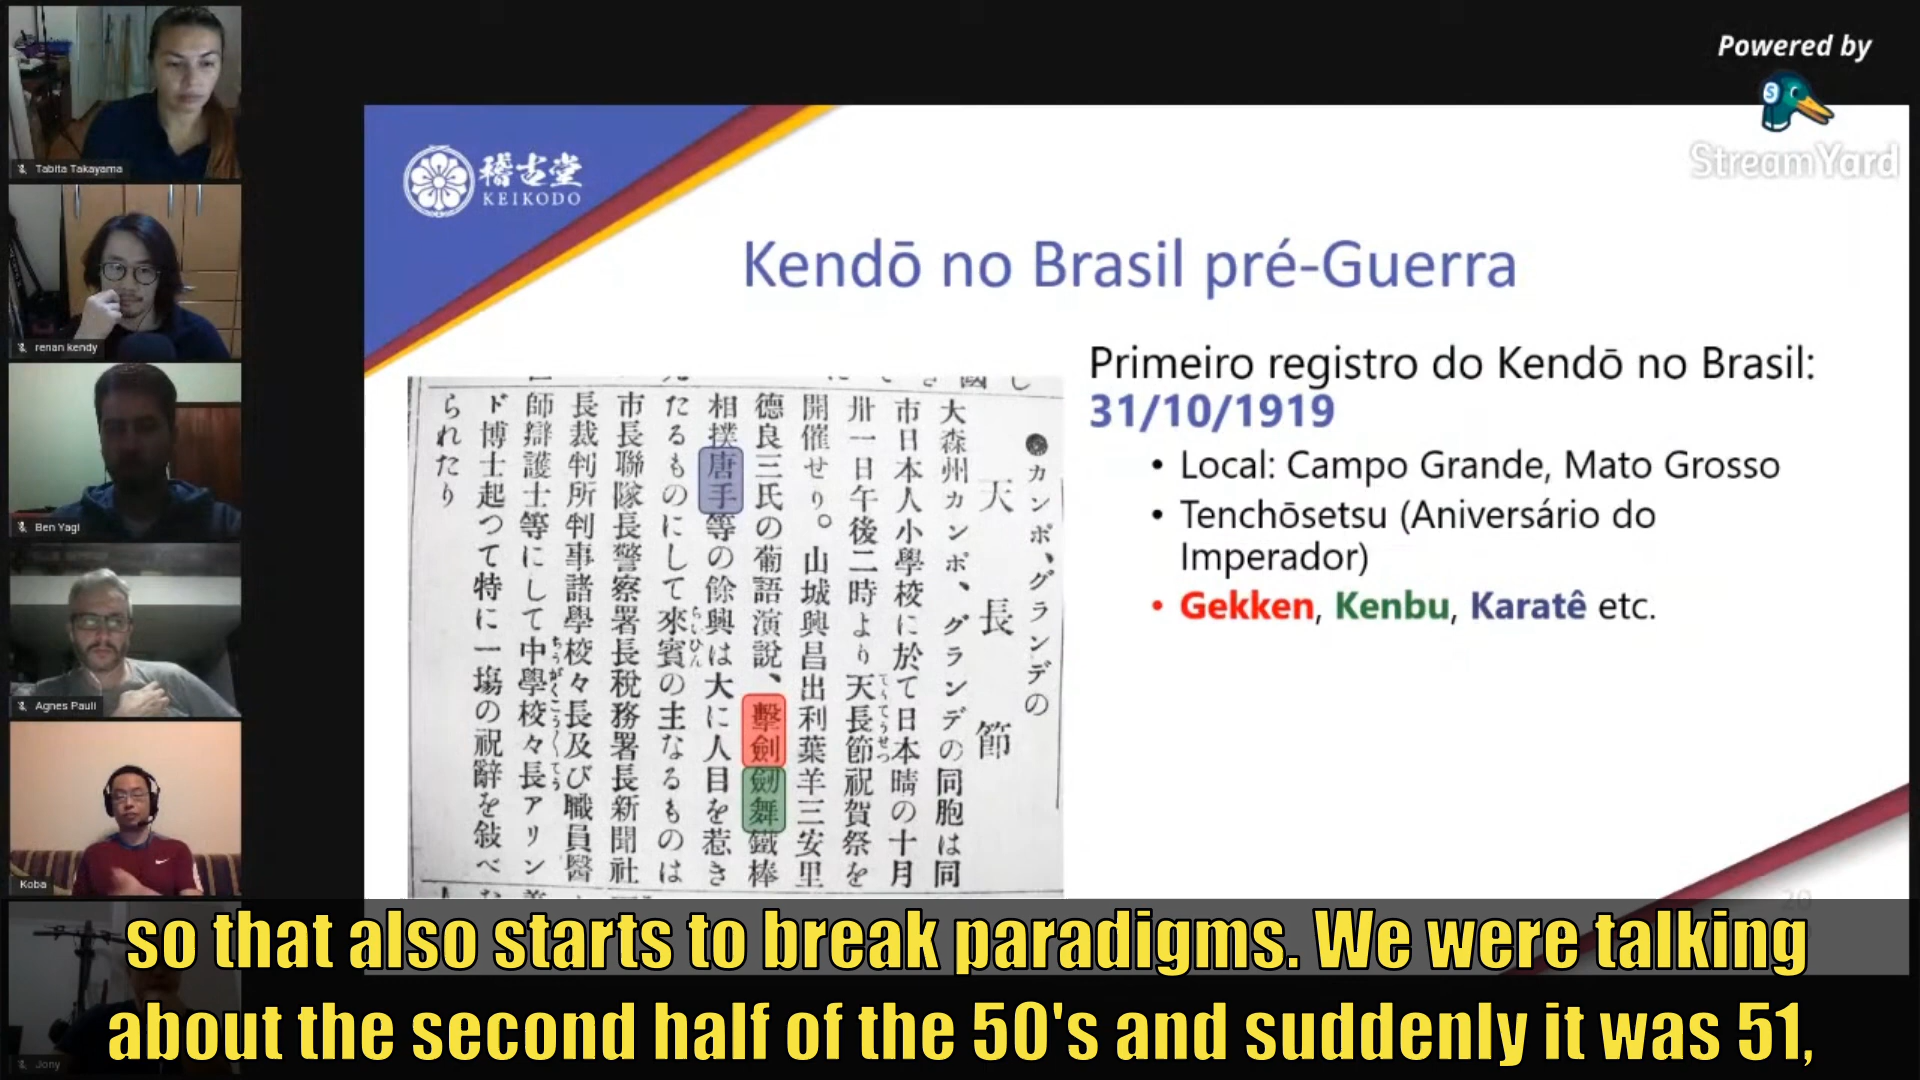 Powered by
StreamYard
Tabita Takayama
renan kendy
Ben Yagi
Agnes Pauli
Koba
Jony
稽古堂
KEIKODO
Kendō no Brasil pré-Guerra
Primeiro registro do Kendō no Brasil:
31/10/1919
• Local: Campo Grande, Mato Grosso
• Tenchōsetsu (Aniversário do
Imperador)
• Gekken, Kenbu, Karatê etc.
●カンポ、グランデの
天長節
大森州カンポ、グランデの同胞は同
市日本人小學校に於て日本晴の十月
卅一日午後二時より天長節祝賀祭を
開催せり。山城興昌出利葉羊三安里
德良三氏の葡語演說、擊劍劒舞鐵棒
相撲唐手等の餘興は大に人目を惹き
たるものにして來賓の主なるものは
市長聯隊長警察署長稅務署長新聞社
長裁判所判事諸學校々長及び職員醫
師辯護士等にして中學校々長アリン
ド博士起つて特に一塲の祝辭を敍べ
られたり
20
so that also starts to break paradigms. We were talking
about the second half of the 50's and suddenly it was 51,